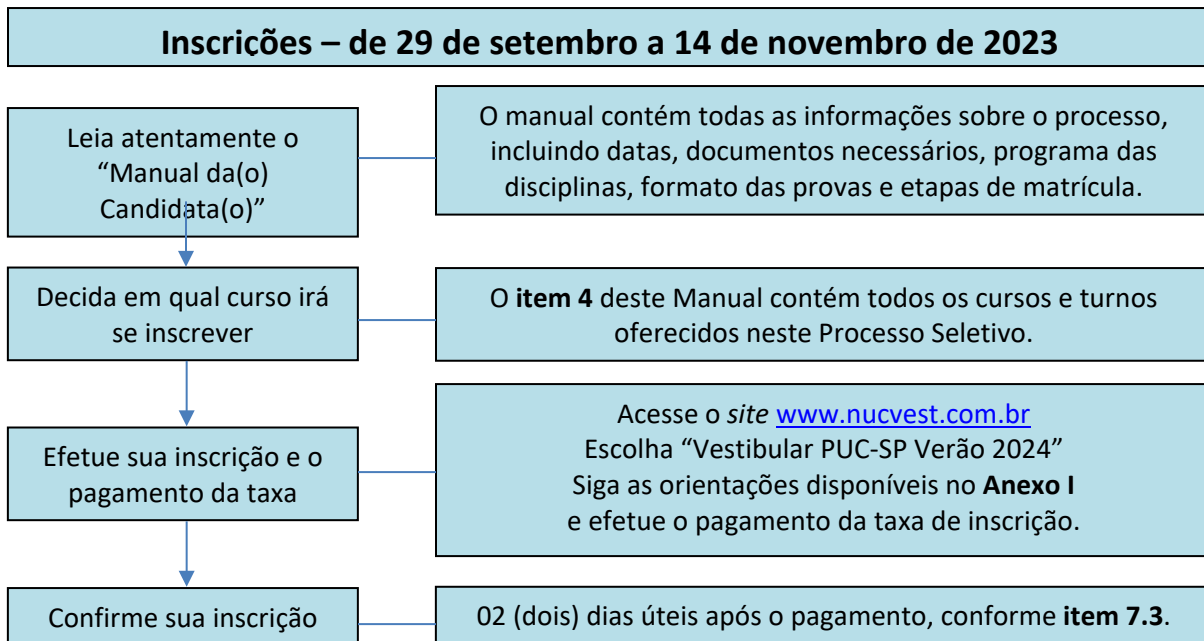 Inscrições – de 29 de setembro a 14 de novembro de 2023
Leia atentamente o
“Manual da(o)
Candidata(o)”
O manual contém todas as informações sobre o processo,
incluindo datas, documentos necessários, programa das
disciplinas, formato das provas e etapas de matrícula.
Decida em qual curso irá
se inscrever
O item 4 deste Manual contém todos os cursos e turnos
oferecidos neste Processo Seletivo.
Efetue sua inscrição e o
pagamento da taxa
Acesse o site www.nucvest.com.br
Escolha “Vestibular PUC-SP Verão 2024”
Siga as orientações disponíveis no Anexo I
e efetue o pagamento da taxa de inscrição.
Confirme sua inscrição
02 (dois) dias úteis após o pagamento, conforme item 7.3.